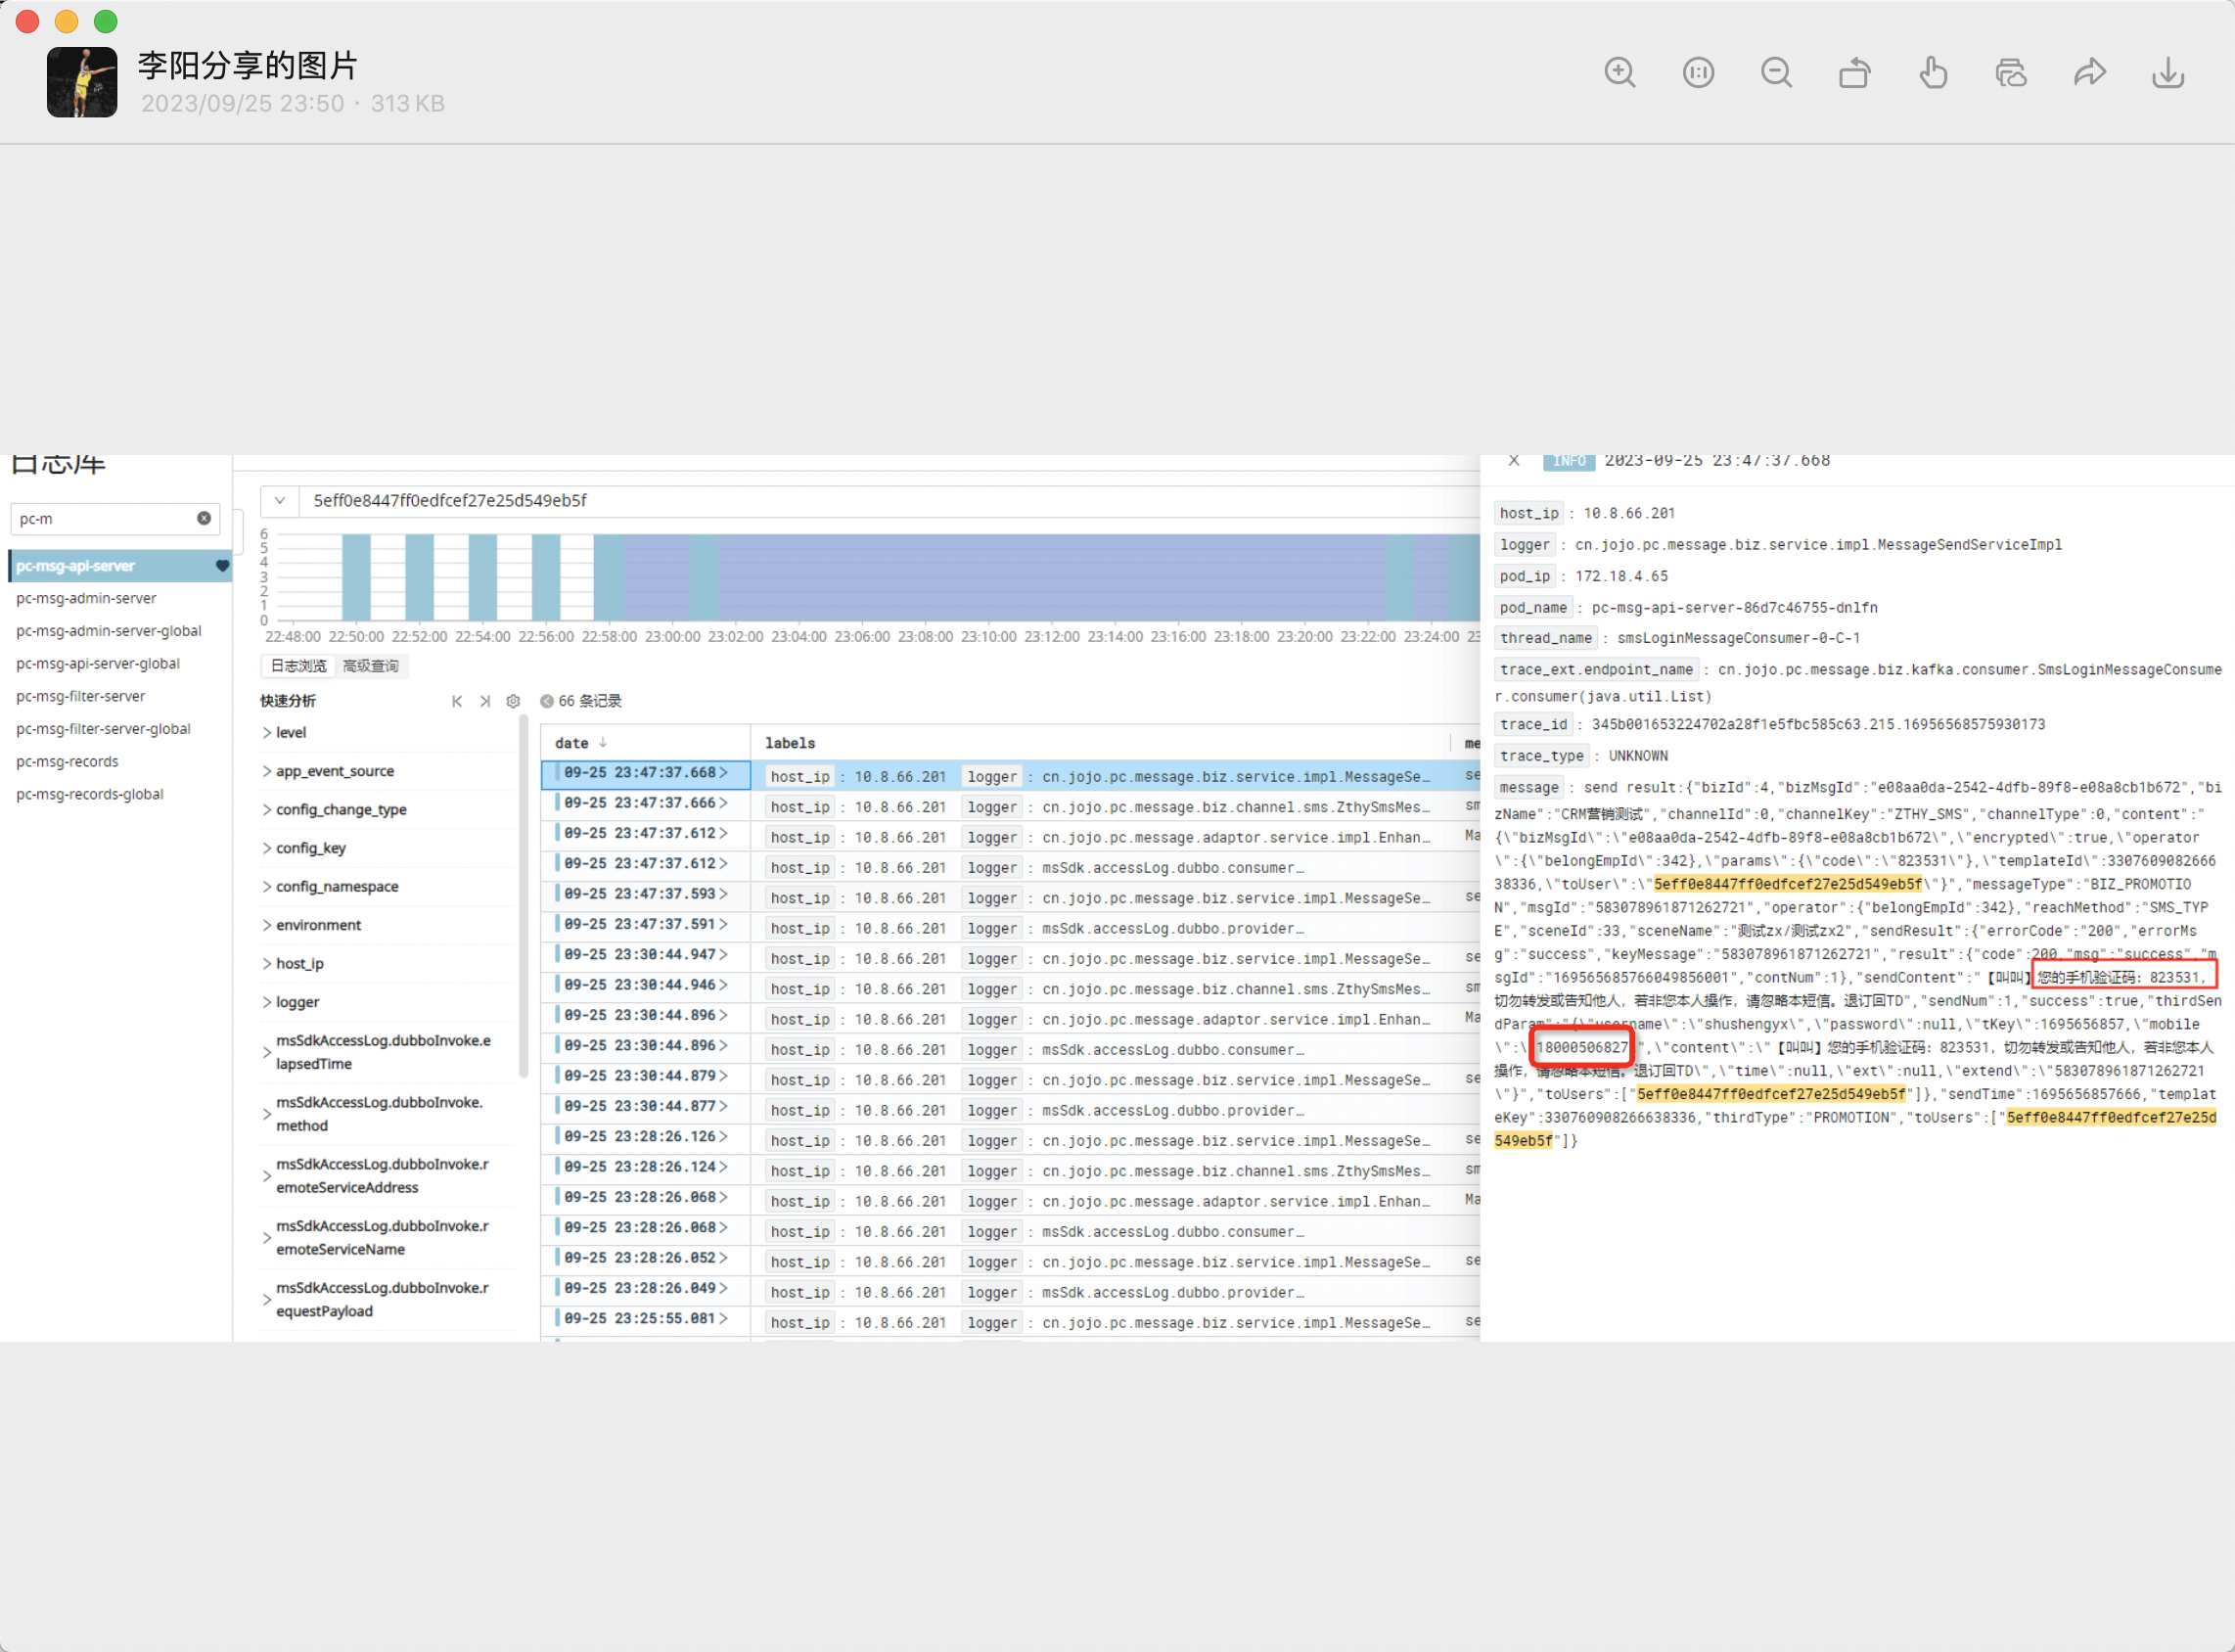 李阳分享的图片
2023/09/25 23:50 · 313 KB
日志库
pc-m
pc-msg-api-server
pc-msg-admin-server
pc-msg-admin-server-global
pc-msg-api-server-global
pc-msg-filter-server
pc-msg-filter-server-global
pc-msg-records
pc-msg-records-global
5eff0e8447ff0edfcef27e25d549eb5f
6
5
4
3
2
1
0
22:48:00 22:50:00 22:52:00 22:54:00 22:56:00 22:58:00 23:00:00 23:02:00 23:04:00 23:06:00 23:08:00 23:10:00 23:12:00 23:14:00 23:16:00 23:18:00 23:20:00 23:22:00 23:24:00 23
日志浏览 高级查询
快速分析
level
app_event_source
config_change_type
config_key
config_namespace
environment
host_ip
logger
msSdkAccessLog.dubboInvoke.e
lapsedTime
msSdkAccessLog.dubboInvoke.
method
msSdkAccessLog.dubboInvoke.r
emoteServiceAddress
msSdkAccessLog.dubboInvoke.r
emoteServiceName
msSdkAccessLog.dubboInvoke.r
equestPayload
66 条记录
date labels me
09-25 23:47:37.668 host_ip : 10.8.66.201 logger : cn.jojo.pc.message.biz.service.impl.MessageSe… se
09-25 23:47:37.666 host_ip : 10.8.66.201 logger : cn.jojo.pc.message.biz.channel.sms.ZthySmsMes… sm
09-25 23:47:37.612 host_ip : 10.8.66.201 logger : cn.jojo.pc.message.adaptor.service.impl.Enhan… Ma
09-25 23:47:37.612 host_ip : 10.8.66.201 logger : msSdk.accessLog.dubbo.consumer…
09-25 23:47:37.593 host_ip : 10.8.66.201 logger : cn.jojo.pc.message.biz.service.impl.MessageSe… se
09-25 23:47:37.591 host_ip : 10.8.66.201 logger : msSdk.accessLog.dubbo.provider…
09-25 23:30:44.947 host_ip : 10.8.66.201 logger : cn.jojo.pc.message.biz.service.impl.MessageSe… se
09-25 23:30:44.946 host_ip : 10.8.66.201 logger : cn.jojo.pc.message.biz.channel.sms.ZthySmsMes… sm
09-25 23:30:44.896 host_ip : 10.8.66.201 logger : cn.jojo.pc.message.adaptor.service.impl.Enhan… Ma
09-25 23:30:44.896 host_ip : 10.8.66.201 logger : msSdk.accessLog.dubbo.consumer…
09-25 23:30:44.879 host_ip : 10.8.66.201 logger : cn.jojo.pc.message.biz.service.impl.MessageSe… se
09-25 23:30:44.877 host_ip : 10.8.66.201 logger : msSdk.accessLog.dubbo.provider…
09-25 23:28:26.126 host_ip : 10.8.66.201 logger : cn.jojo.pc.message.biz.service.impl.MessageSe… se
09-25 23:28:26.124 host_ip : 10.8.66.201 logger : cn.jojo.pc.message.biz.channel.sms.ZthySmsMes… sm
09-25 23:28:26.068 host_ip : 10.8.66.201 logger : cn.jojo.pc.message.adaptor.service.impl.Enhan… Ma
09-25 23:28:26.068 host_ip : 10.8.66.201 logger : msSdk.accessLog.dubbo.consumer…
09-25 23:28:26.052 host_ip : 10.8.66.201 logger : cn.jojo.pc.message.biz.service.impl.MessageSe… se
09-25 23:28:26.049 host_ip : 10.8.66.201 logger : msSdk.accessLog.dubbo.provider…
09-25 23:25:55.081 host_ip : 10.8.66.201 logger : cn.jojo.pc.message.biz.service.impl.MessageSe… se
INFO 2023-09-25 23:47:37.668
host_ip : 10.8.66.201
logger : cn.jojo.pc.message.biz.service.impl.MessageSendServiceImpl
pod_ip : 172.18.4.65
pod_name : pc-msg-api-server-86d7c46755-dnlfn
thread_name : smsLoginMessageConsumer-0-C-1
trace_ext.endpoint_name : cn.jojo.pc.message.biz.kafka.consumer.SmsLoginMessageConsume
r.consumer(java.util.List)
trace_id : 345b001653224702a28f1e5fbc585c63.215.16956568575930173
trace_type : UNKNOWN
message : send result:{"bizId":4,"bizMsgId":"e08aa0da-2542-4dfb-89f8-e08a8cb1b672","bi
zName":"CRM营销测试","channelId":0,"channelKey":"ZTHY_SMS","channelType":0,"content":"
{\"bizMsgId\":\"e08aa0da-2542-4dfb-89f8-e08a8cb1b672\",\"encrypted\":true,\"operator
\":{\"belongEmpId\":342},\"params\":{\"code\":\"823531\"},\"templateId\":3307609082666
38336,\"toUser\":\"5eff0e8447ff0edfcef27e25d549eb5f\"}","messageType":"BIZ_PROMOTIO
N","msgId":"583078961871262721","operator":{"belongEmpId":342},"reachMethod":"SMS_TYP
E","sceneId":33,"sceneName":"测试zx/测试zx2","sendResult":{"errorCode":"200","errorMs
g":"success","keyMessage":"583078961871262721","result":{"code":200,"msg":"success","m
sgId":"169565685766049856001","contNum":1},"sendContent":"【叫叫】您的手机验证码：823531，
切勿转发或告知他人，若非您本人操作，请忽略本短信。退订回TD","sendNum":1,"success":true,"thirdSen
dParam":"{\"username\":\"shushengyx\",\"password\":null,\"tKey\":1695656857,\"mobile
\":\"18000506827\",\"content\":\"【叫叫】您的手机验证码：823531，切勿转发或告知他人，若非您本人
操作，请忽略本短信。退订回TD\",\"time\":null,\"ext\":null,\"extend\":\"583078961871262721
\"}","toUsers":["5eff0e8447ff0edfcef27e25d549eb5f"]},"sendTime":1695656857666,"templat
eKey":330760908266638336,"thirdType":"PROMOTION","toUsers":["5eff0e8447ff0edfcef27e25d
549eb5f"]}